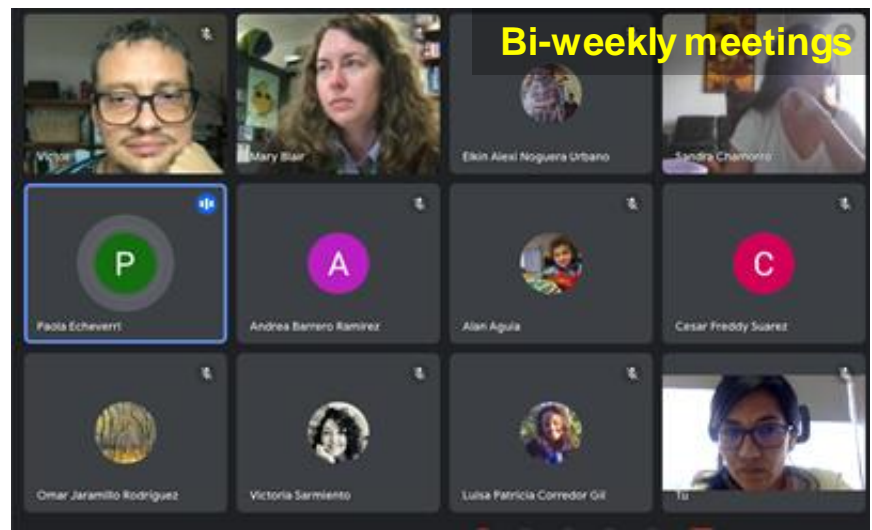 Bi-weekly meetings
Victor
Mary Blair
Elkin Alexi Noguera Urbano
Sandra Chamorro
P
Paola Echeverri
A
Andrea Barrero Ramirez
Alan Aguia
C
Cesar Freddy Suarez
Omar Jaramillo Rodriguez
Victoria Sarmiento
Luisa Patricia Corredor Gil
Tú